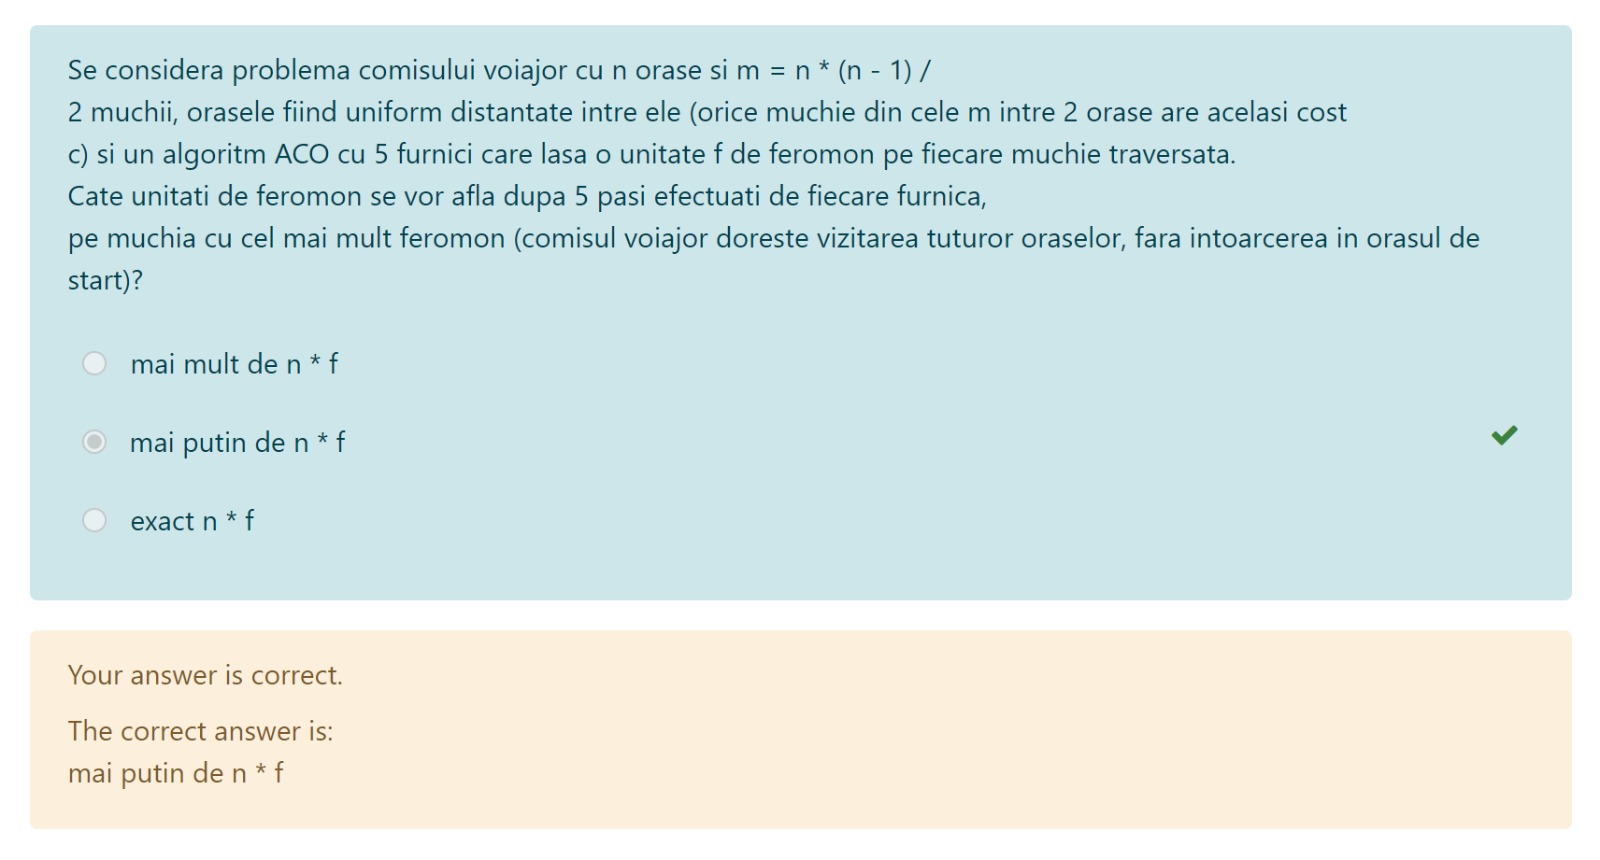 Se considera problema comisului voiajor cu n orase si m = n * (n - 1) /
2 muchii, orasele fiind uniform distantate intre ele (orice muchie din cele m intre 2 orase are acelasi cost
c) si un algoritm ACO cu 5 furnici care lasa o unitate f de feromon pe fiecare muchie traversata.
Cate unitati de feromon se vor afla dupa 5 pasi efectuati de fiecare furnica,
pe muchia cu cel mai mult feromon (comisul voiajor doreste vizitarea tuturor oraselor, fara intoarcerea in orasul de
start)?
mai mult de n * f
mai putin de n * f
exact n * f
Your answer is correct.
The correct answer is:
mai putin de n * f